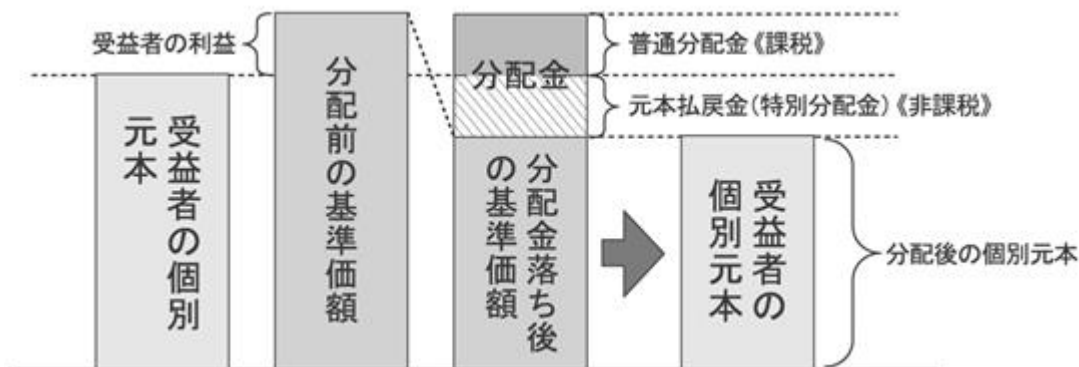 受益者の利益
受益者の個別
元本
分配前の基準価額
分配金
分配金落ち後
の基準価額
普通分配金《課税》
元本払戻金(特別分配金)《非課税》
受益者の
個別元本
分配後の個別元本